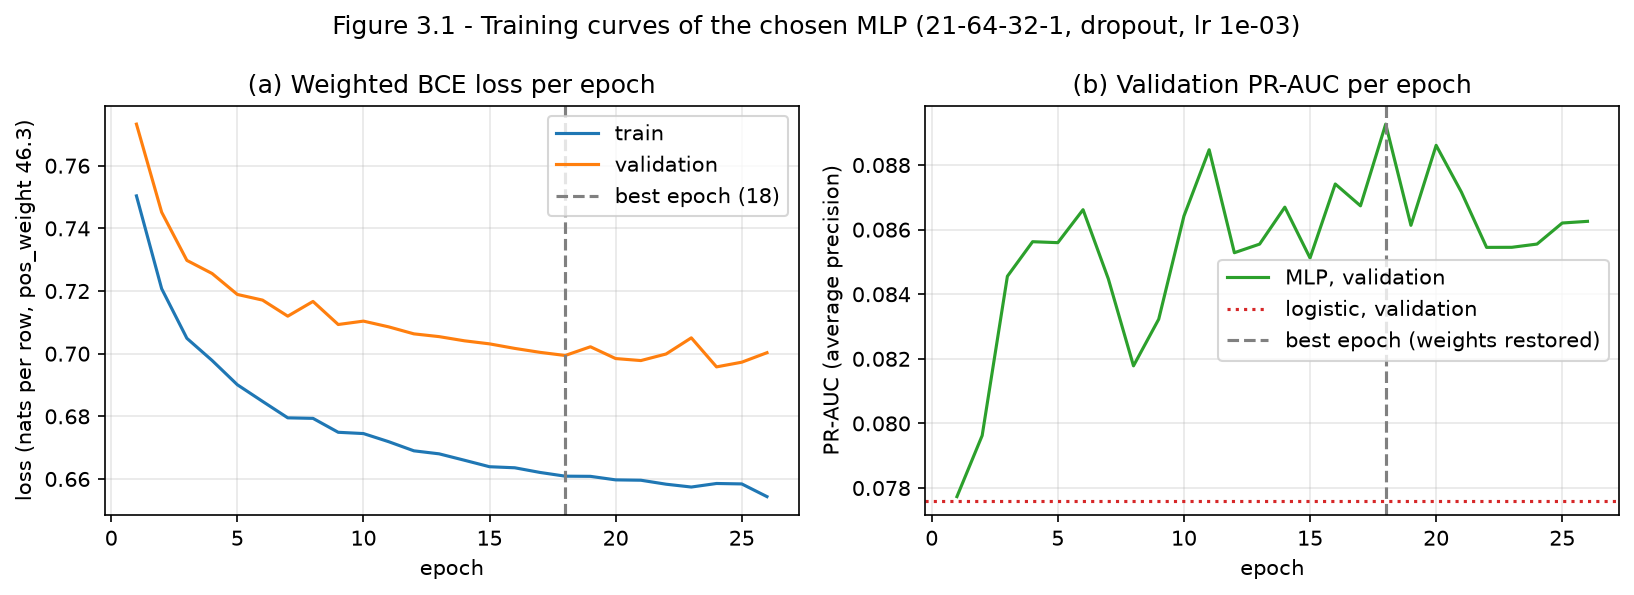 Figure 3.1 - Training curves of the chosen MLP (21-64-32-1, dropout, lr 1e-03)
(a) Weighted BCE loss per epoch
loss (nats per row, pos_weight 46.3)
0.76
0.74
0.72
0.70
0.68
0.66
train
validation
best epoch (18)
0
5
10
15
20
25
epoch
(b) Validation PR-AUC per epoch
PR-AUC (average precision)
0.088
0.086
0.084
0.082
0.080
0.078
MLP, validation
logistic, validation
best epoch (weights restored)
0
5
10
15
20
25
epoch